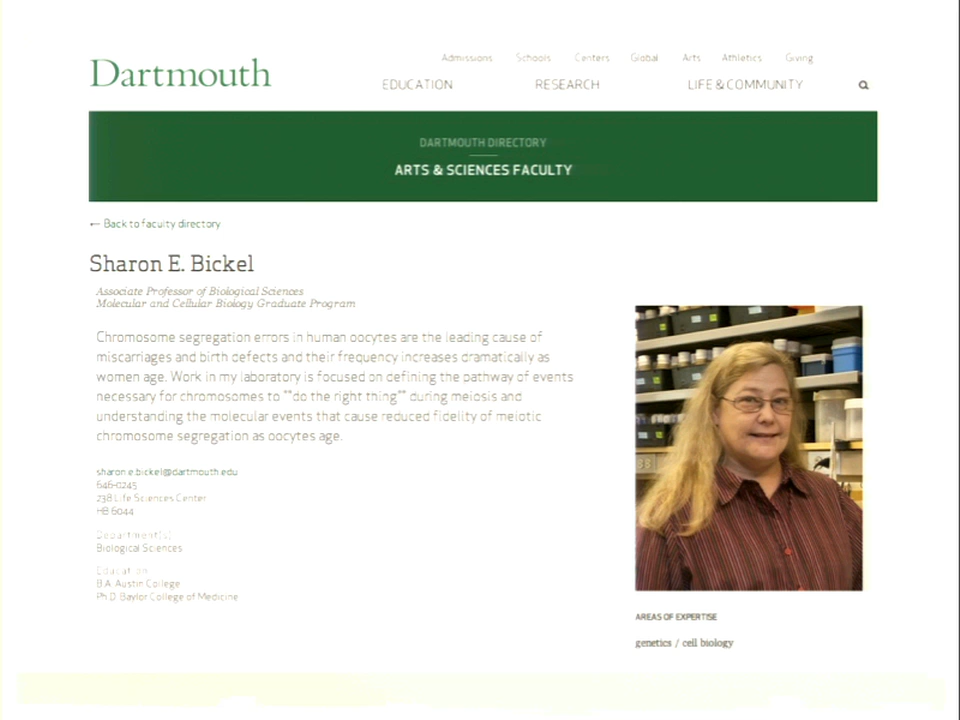 Dartmouth
Admissions Schools Centers Global Arts Athletics Giving
EDUCATION RESEARCH LIFE & COMMUNITY
DARTMOUTH DIRECTORY
ARTS & SCIENCES FACULTY
← Back to faculty directory
Sharon E. Bickel
Associate Professor of Biological Sciences
Molecular and Cellular Biology Graduate Program
Chromosome segregation errors in human oocytes are the leading cause of
miscarriages and birth defects and their frequency increases dramatically as
women age. Work in my laboratory is focused on defining the pathway of events
necessary for chromosomes to ""do the right thing"" during meiosis and
understanding the molecular events that cause reduced fidelity of meiotic
chromosome segregation as oocytes age.
sharon.e.bickel@dartmouth.edu
646-0245
238 Life Sciences Center
HB 6044
Department(s)
Biological Sciences
Education
B.A. Austin College
Ph.D. Baylor College of Medicine
AREAS OF EXPERTISE
genetics / cell biology